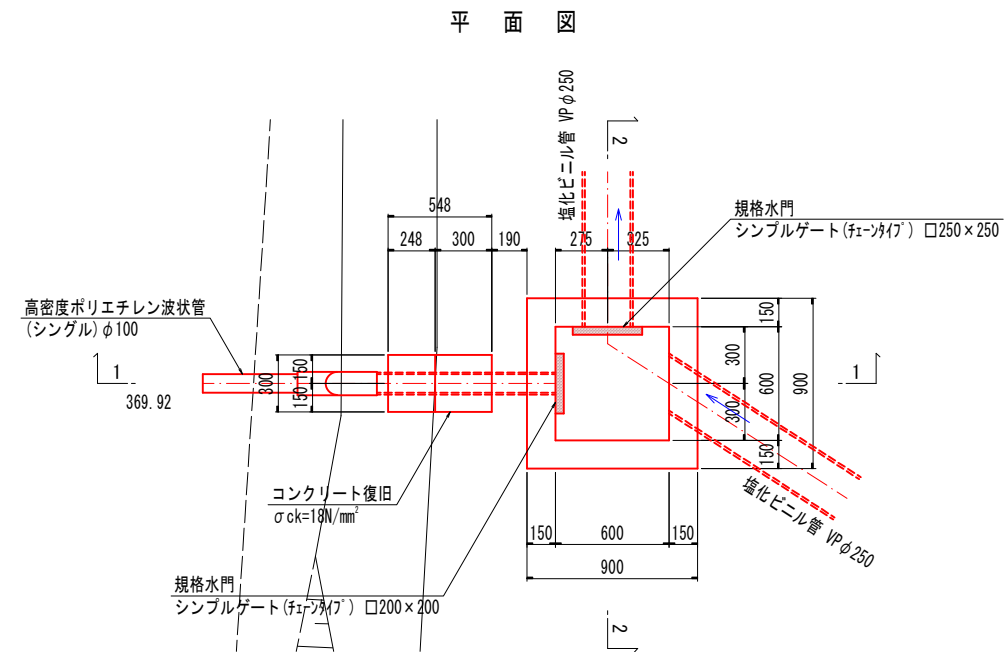 平面図
塩化ビニル管 VPφ250
2
規格水門
シンプルゲート(チェーンタイプ) □250×250
548
248
300
190
275
325
高密度ポリエチレン波状管
(シングル)φ100
1
369.92
300
150
150
150
300
600
900
300
150
1
コンクリート復旧
σck=18N/mm²
塩化ビニル管 VPφ250
150
600
150
900
規格水門
シンプルゲート(チェーンタイプ) □200×200
2